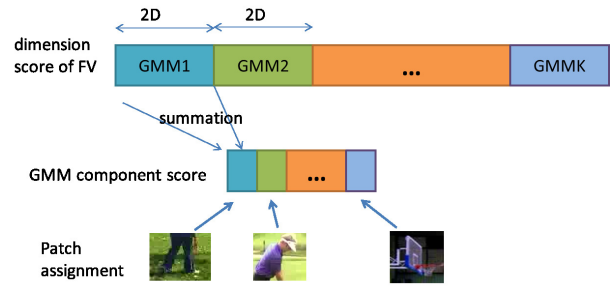 2D 2D
dimension
score of FV
GMM1 GMM2 ... GMMK
summation
GMM component score
...
Patch
assignment